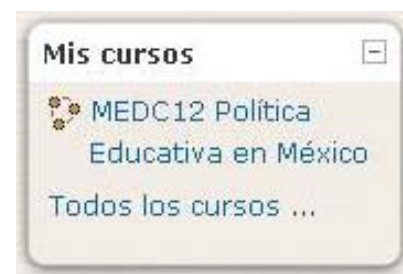 Mis cursos
MEDC12 Política
Educativa en México
Todos los cursos ...